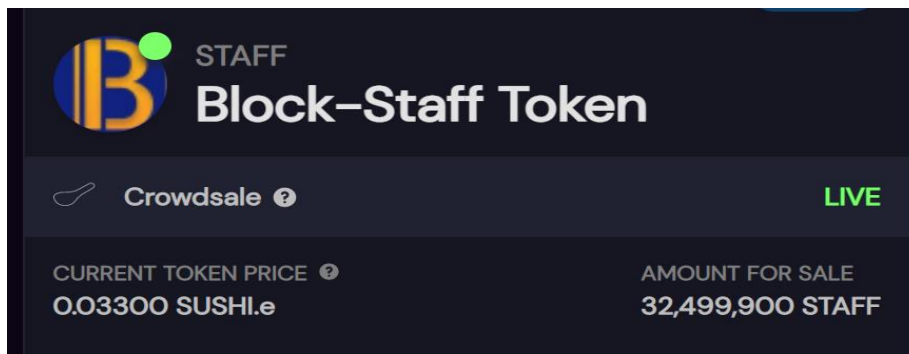 STAFF
Block-Staff Token
Crowdsale ?
LIVE
CURRENT TOKEN PRICE ?
0.03300 SUSHI.e
AMOUNT FOR SALE
32,499,900 STAFF